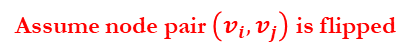 Assume node pair (𝒗ᵢ, 𝒗ⱼ) is flipped